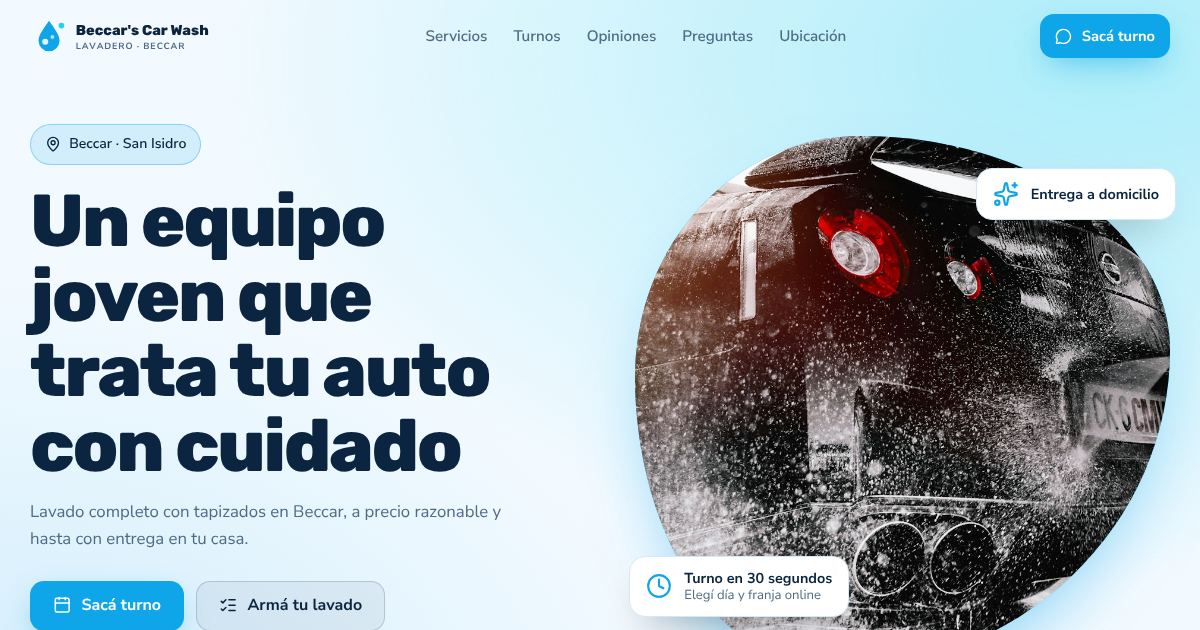 Beccar's Car Wash
LAVADERO · BECCAR
Servicios
Turnos
Opiniones
Preguntas
Ubicación
Sacá turno
Beccar · San Isidro
Un equipo
joven que
trata tu auto
con cuidado
Entrega a domicilio
Lavado completo con tapizados en Beccar, a precio razonable y
hasta con entrega en tu casa.
Turno en 30 segundos
Elegí día y franja online
Sacá turno
Armá tu lavado